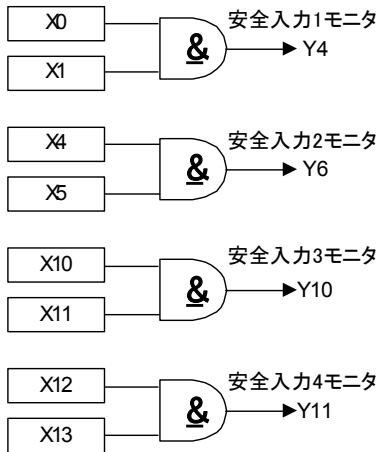 X0
安全入力1モニタ
&
Y4
X1
X4
安全入力2モニタ
&
Y6
X5
X10
安全入力3モニタ
&
Y10
X11
X12
安全入力4モニタ
&
Y11
X13